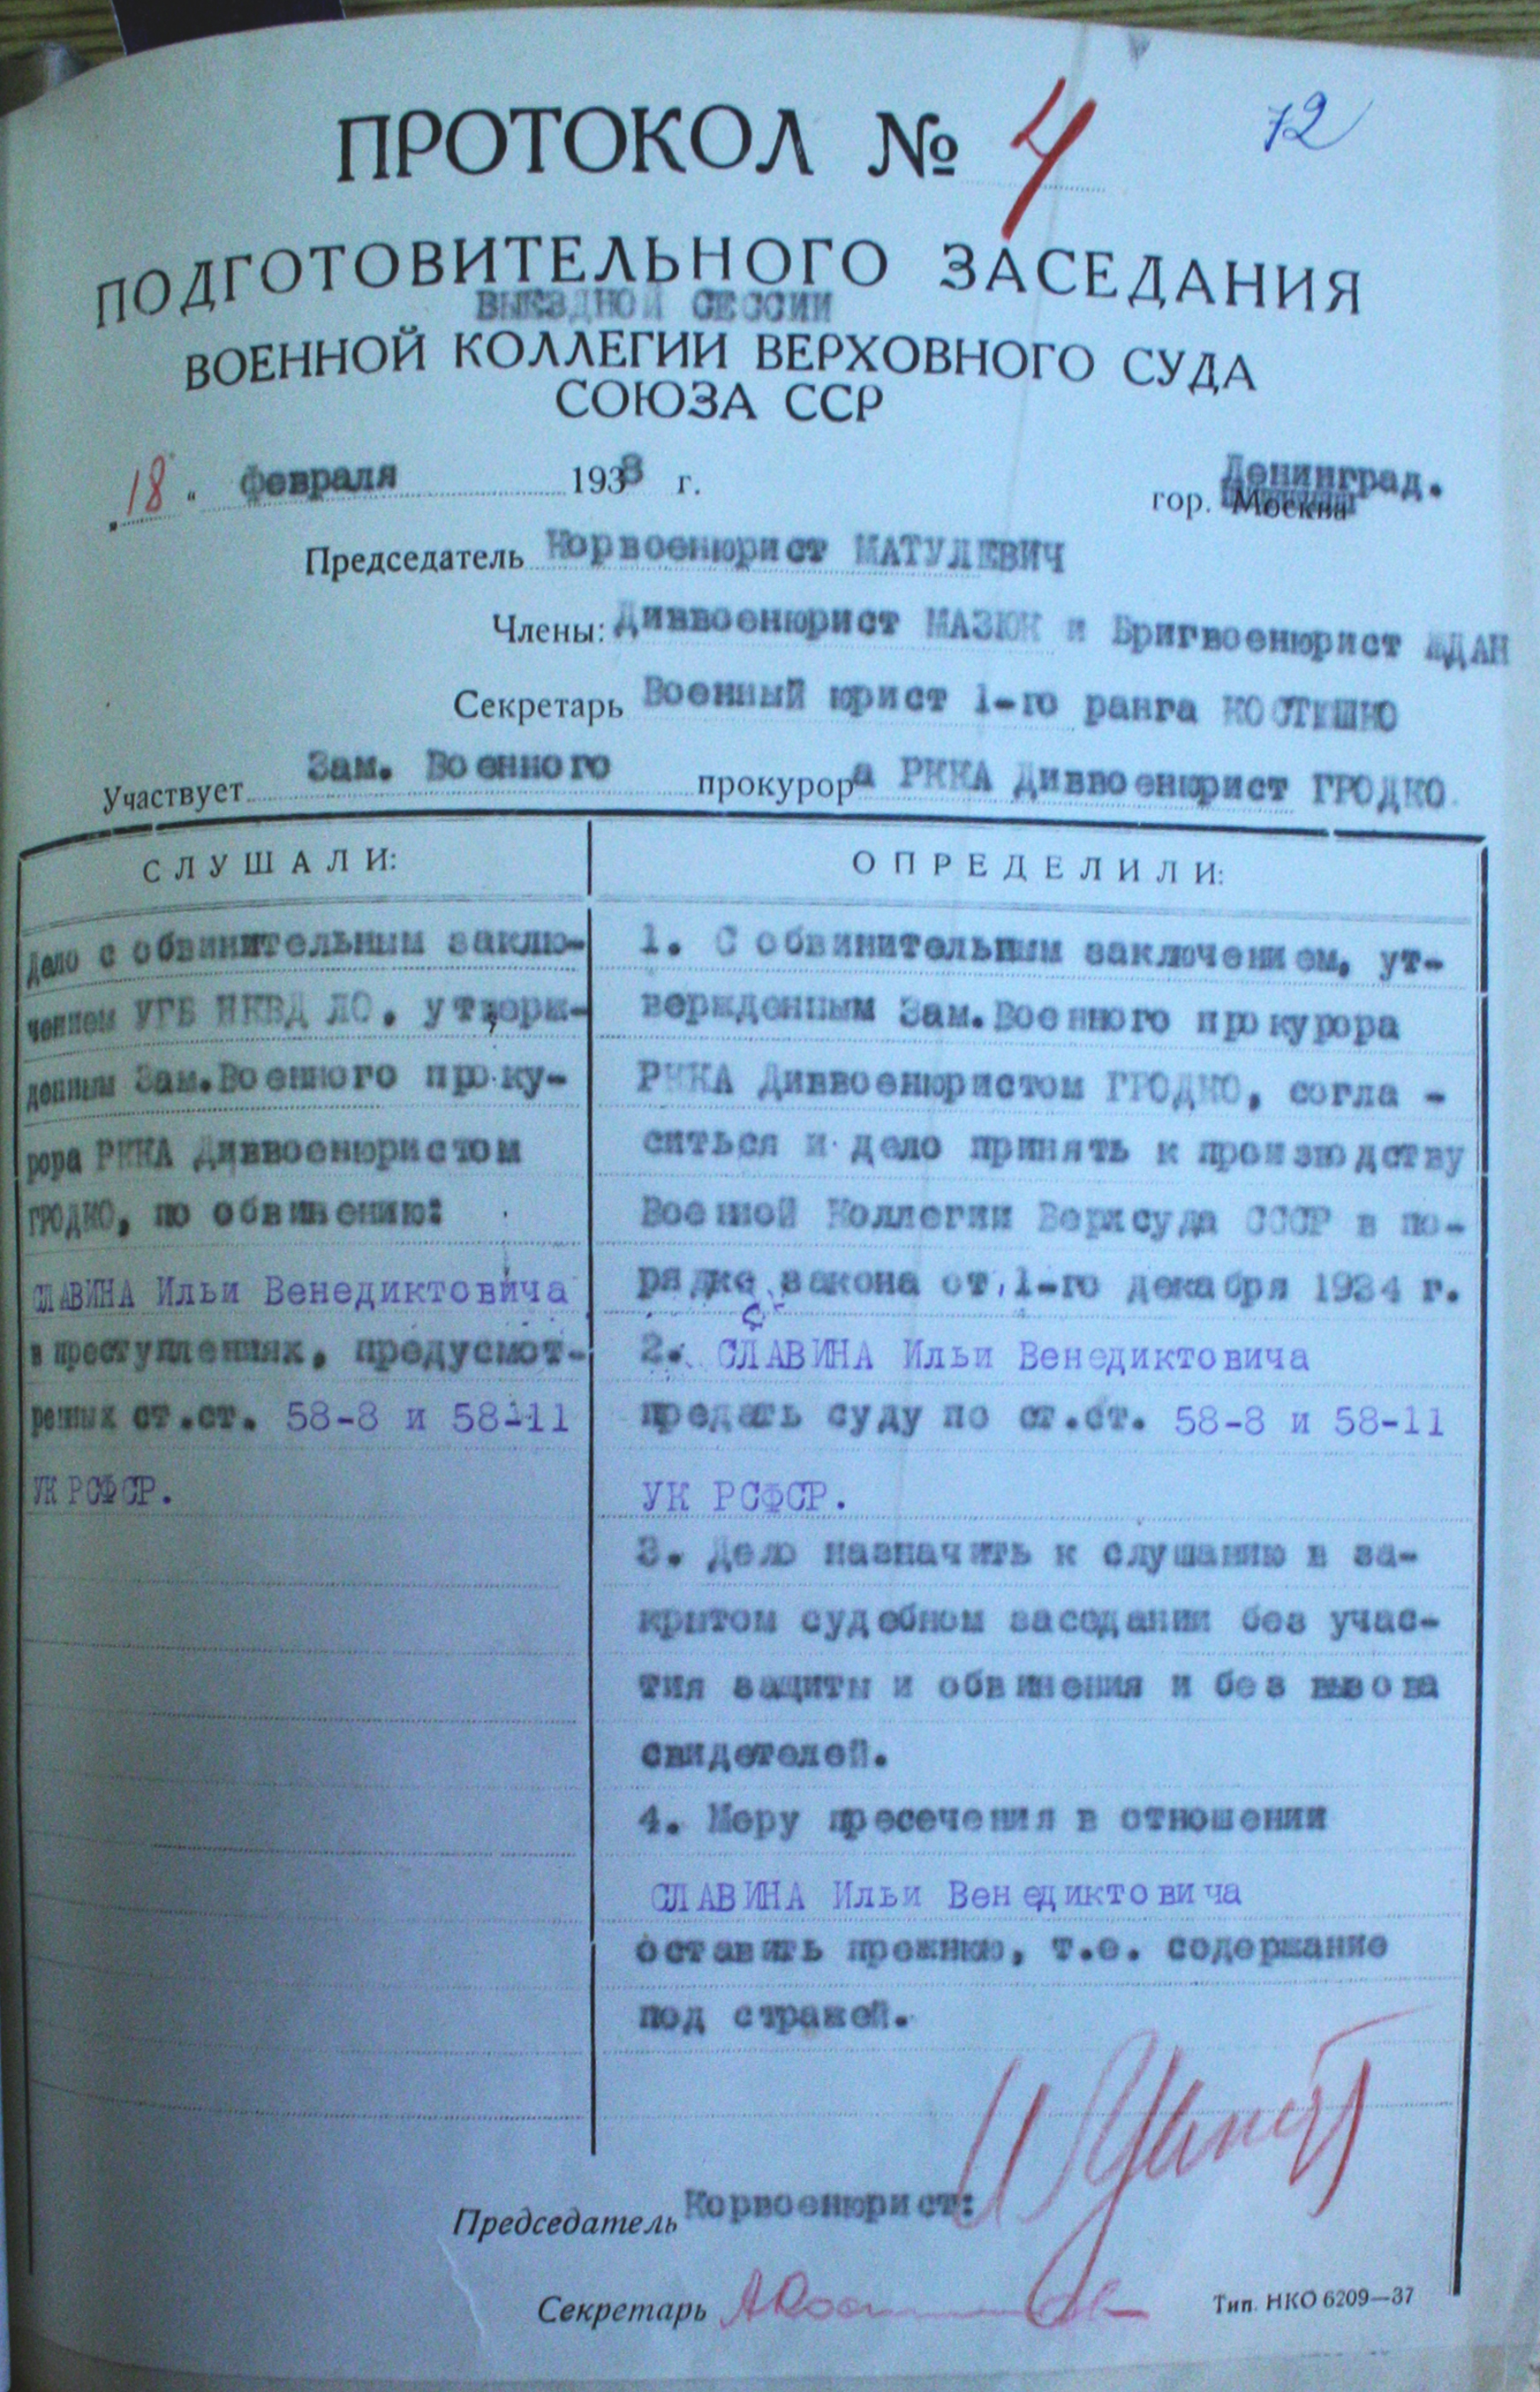 72
ПРОТОКОЛ № 4
ПОДГОТОВИТЕЛЬНОГО ЗАСЕДАНИЯ
ВЫЕЗДНОЙ СЕССИИ
ВОЕННОЙ КОЛЛЕГИИ ВЕРХОВНОГО СУДА
СОЮЗА ССР
„18" февраля 1938 г.
Ленинград.
гор. Москва
Председатель Корвоенюрист МАТУЛЕВИЧ
Члены: Диввоенюрист МАЗЮК и Бригвоенюрист ЖДАН
Секретарь Военный юрист 1-го ранга КОСТЮШКО
Участвует Зам. Военного прокурора РККА Диввоенюрист ГРОДКО
СЛУШАЛИ:
Дело с обвинительным заклю-
чением УГБ НКВД ЛО, утверж-
денным Зам.Военного проку-
рора РККА Диввоенюристом
ГРОДКО, по обвинению:
СЛАВИНА Ильи Венедиктовича
в преступлениях, предусмот-
ренных ст.ст. 58-8 и 58-11
УК РСФСР.
ОПРЕДЕЛИЛИ:
1. С обвинительным заключением, ут-
вержденным Зам.Военного прокурора
РККА Диввоенюристом ГРОДКО, согла -
ситься и дело принять к производству
Военной Коллегии Верхсуда СССР в по-
рядке закона от 1-го декабря 1934 г.
2. СЛАВИНА Ильи Венедиктовича
предать суду по ст.ст. 58-8 и 58-11
УК РСФСР.
3. Дело назначить к слушанию в за-
крытом судебном заседании без учас-
тия защиты и обвинения и без вызова
свидетелей.
4. Меру пресечения в отношении
СЛАВИНА Ильи Венедиктовича
оставить прежнюю, т.е. содержание
под стражей.
Председатель Корвоенюрист:
Секретарь
Тип. НКО 6209—37